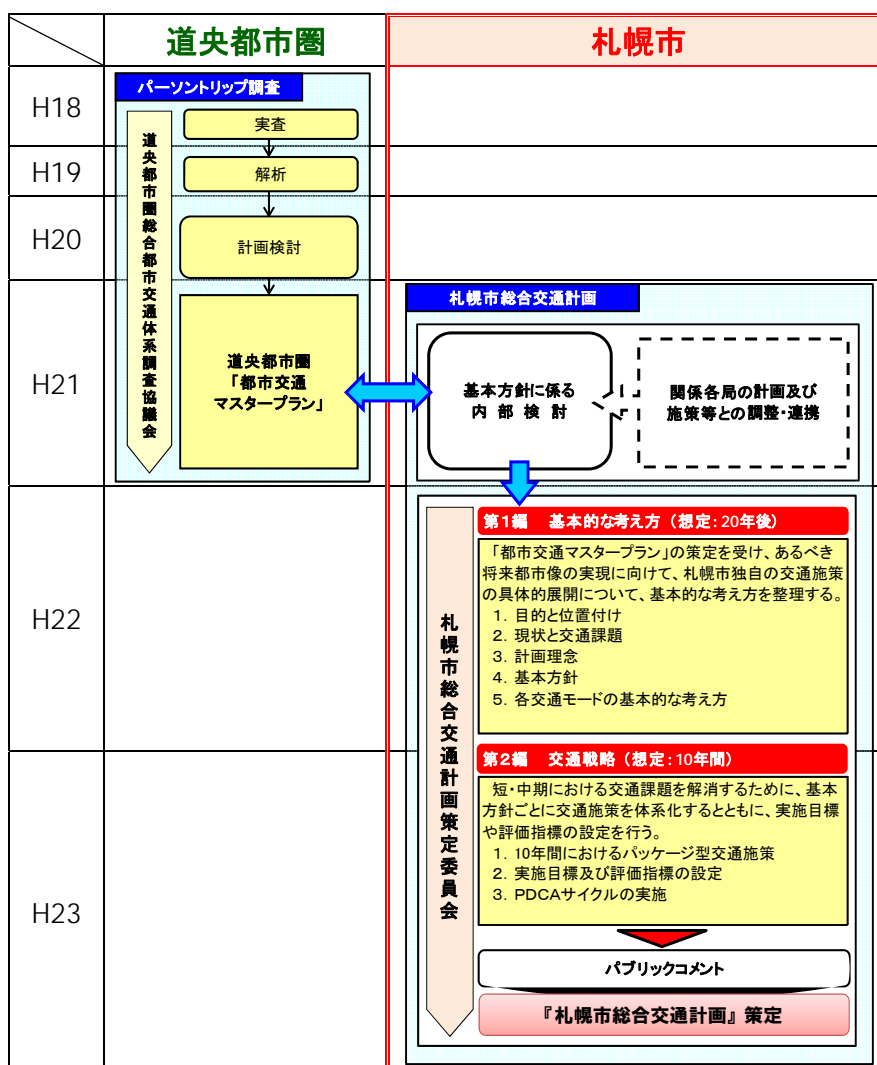 道央都市圏
札幌市
H18
パーソントリップ調査
道央都市圏総合都市交通体系調査協議会
実査
H19
解析
H20
計画検討
H21
道央都市圏
「都市交通
マスタープラン」
札幌市総合交通計画
基本方針に係る
内部検討
関係各局の計画及び
施策等との調整・連携
H22
札幌市総合交通計画策定委員会
第1編 基本的な考え方（想定：20年後）
「都市交通マスタープラン」の策定を受け、あるべき
将来都市像の実現に向けて、札幌市独自の交通施策
の具体的展開について、基本的な考え方を整理する。
1. 目的と位置付け
2. 現状と交通課題
3. 計画理念
4. 基本方針
5. 各交通モードの基本的な考え方
H23
第2編 交通戦略（想定：10年間）
短・中期における交通課題を解消するために、基本
方針ごとに交通施策を体系化するとともに、実施目標
や評価指標の設定を行う。
1. 10年間におけるパッケージ型交通施策
2. 実施目標及び評価指標の設定
3. PDCAサイクルの実施
パブリックコメント
『札幌市総合交通計画』策定